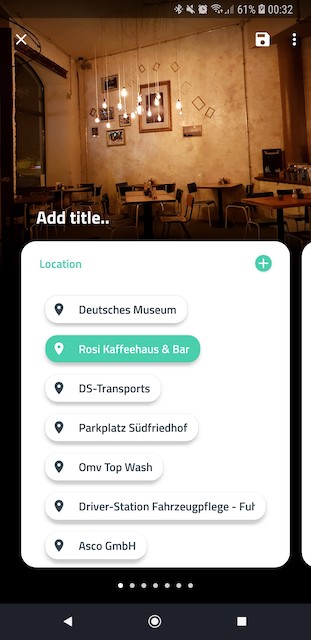 61% 00:32
Add title..
Location
Deutsches Museum
Rosi Kaffeehaus & Bar
DS-Transports
Parkplatz Südfriedhof
Omv Top Wash
Driver-Station Fahrzeugpflege - Fuh
Asco GmbH